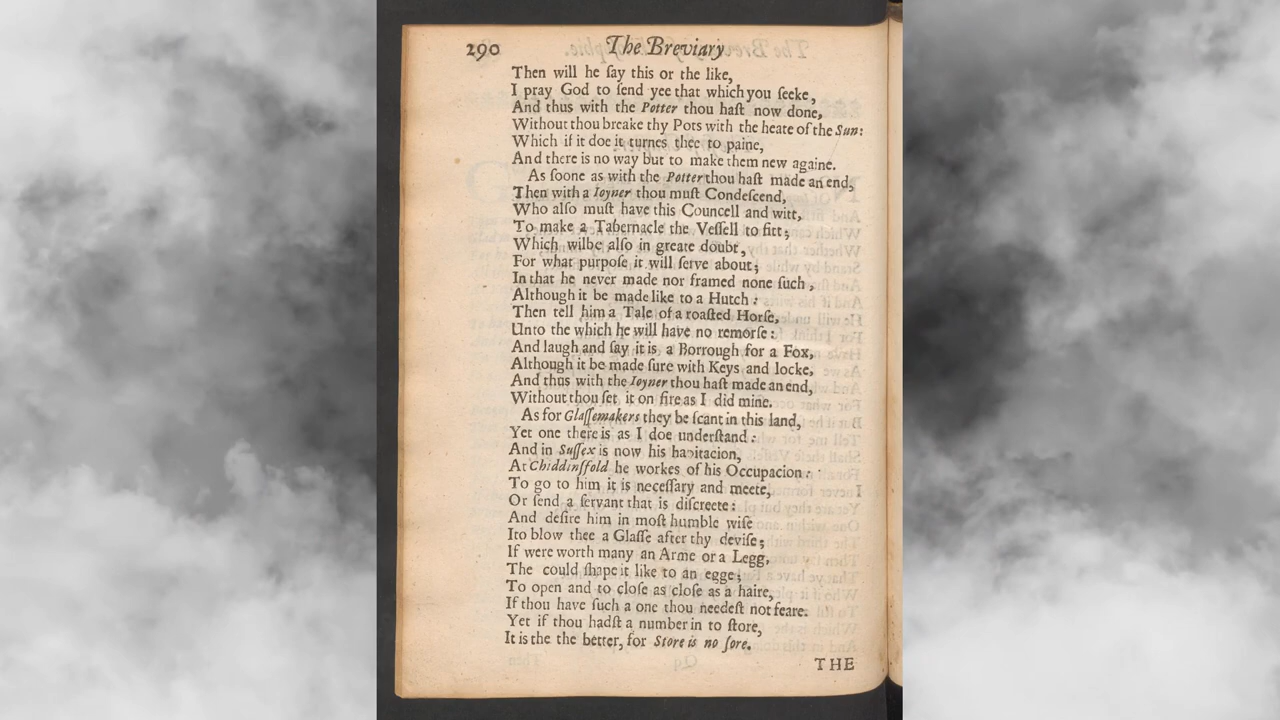 290 The Breviary
Then will he ſay this or the like,
I pray God to ſend yee that which you ſeeke,
And thus with the Potter thou haſt now done,
Without thou breake thy Pots with the heate of the Sun:
Which if it doe it turnes thee to paine,
And there is no way but to make them new againe.
As ſoone as with the Potter thou haſt made an end,
Then with a Ioyner thou muſt Condeſcend,
Who alſo muſt have this Councell and witt,
To make a Tabernacle the Veſſell to fitt;
Which wilbe alſo in greate doubt,
For what purpoſe it will ſerve about;
In that he never made nor framed none ſuch,
Although it be made like to a Hutch:
Then tell him a Tale of a roaſted Horſe,
Unto the which he will have no remorſe:
And laugh and ſay it is a Borrough for a Fox,
Although it be made ſure with Keys and locke,
And thus with the Ioyner thou haſt made an end,
Without thou ſet it on fire as I did mine.
As for Glaſſemakers they be ſcant in this land,
Yet one there is as I doe underſtand:
And in Suſſex is now his habitacion,
At Chiddinſfold he workes of his Occupacion:
To go to him it is neceſſary and meete,
Or ſend a ſervant that is diſcreete:
And deſire him in moſt humble wiſe
Ito blow thee a Glaſſe after thy deviſe;
If were worth many an Arme or a Legg,
The could ſhape it like to an egge;
To open and to cloſe as cloſe as a haire,
If thou have ſuch a one thou needeſt not feare.
Yet if thou hadſt a number in to ſtore,
It is the the better, for Store is no ſore.
THE